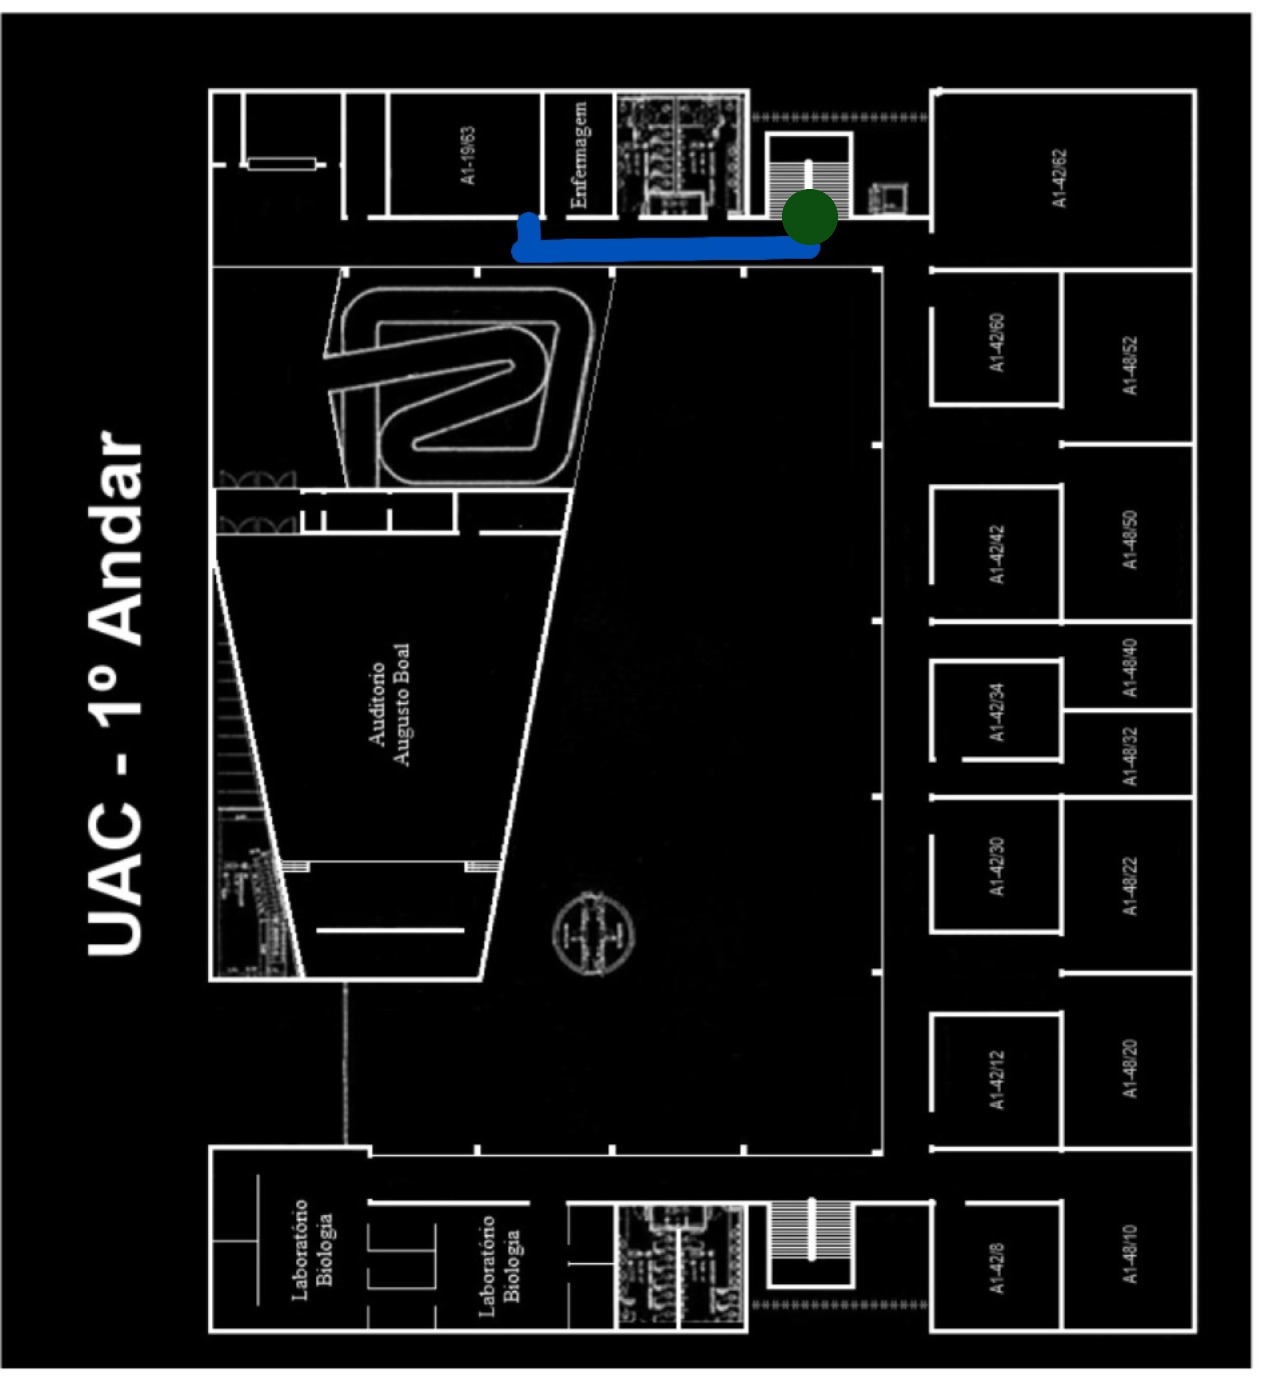 UAC - 1º Andar
Laboratório
Biologia
Laboratório
Biologia
A1-42/8
A1-48/10
A1-42/12
A1-48/20
A1-42/30
A1-48/22
A1-48/32
A1-42/34
A1-48/40
Auditorio
Augusto Boal
A1-42/42
A1-48/50
A1-42/60
A1-48/52
A1-42/62
Enfermagem
A1-19/63